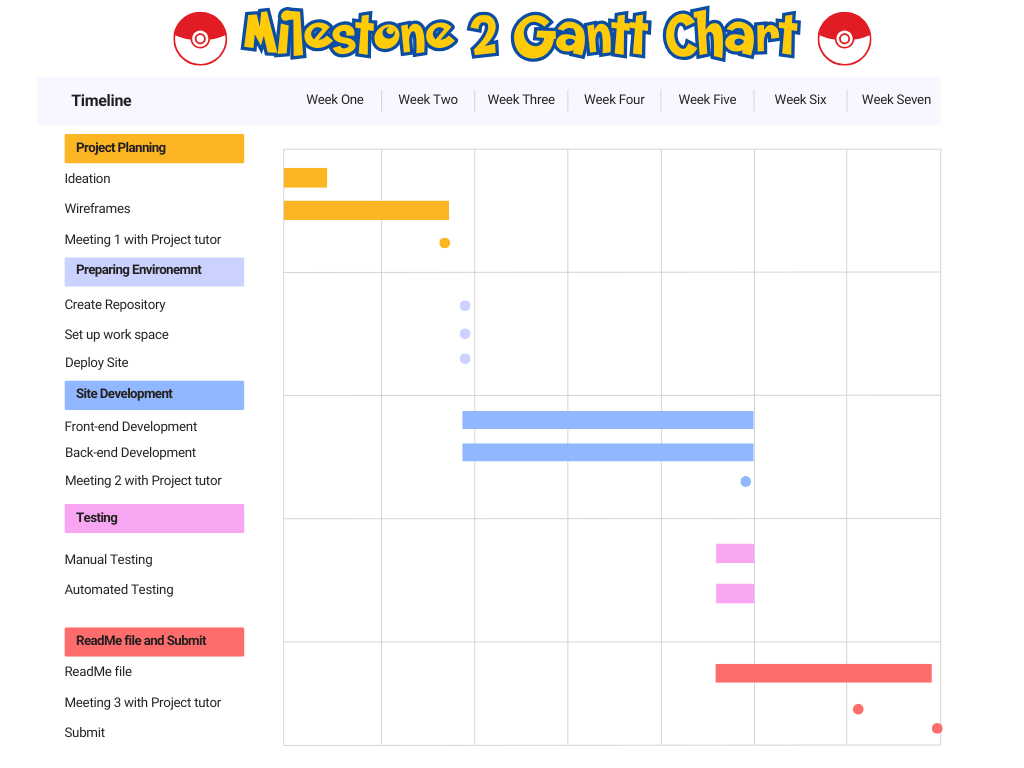 Milestone 2 Gantt Chart
Timeline Week One Week Two Week Three Week Four Week Five Week Six Week Seven
Project Planning
Ideation
Wireframes
Meeting 1 with Project tutor
Preparing Environemnt
Create Repository
Set up work space
Deploy Site
Site Development
Front-end Development
Back-end Development
Meeting 2 with Project tutor
Testing
Manual Testing
Automated Testing
ReadMe file and Submit
ReadMe file
Meeting 3 with Project tutor
Submit